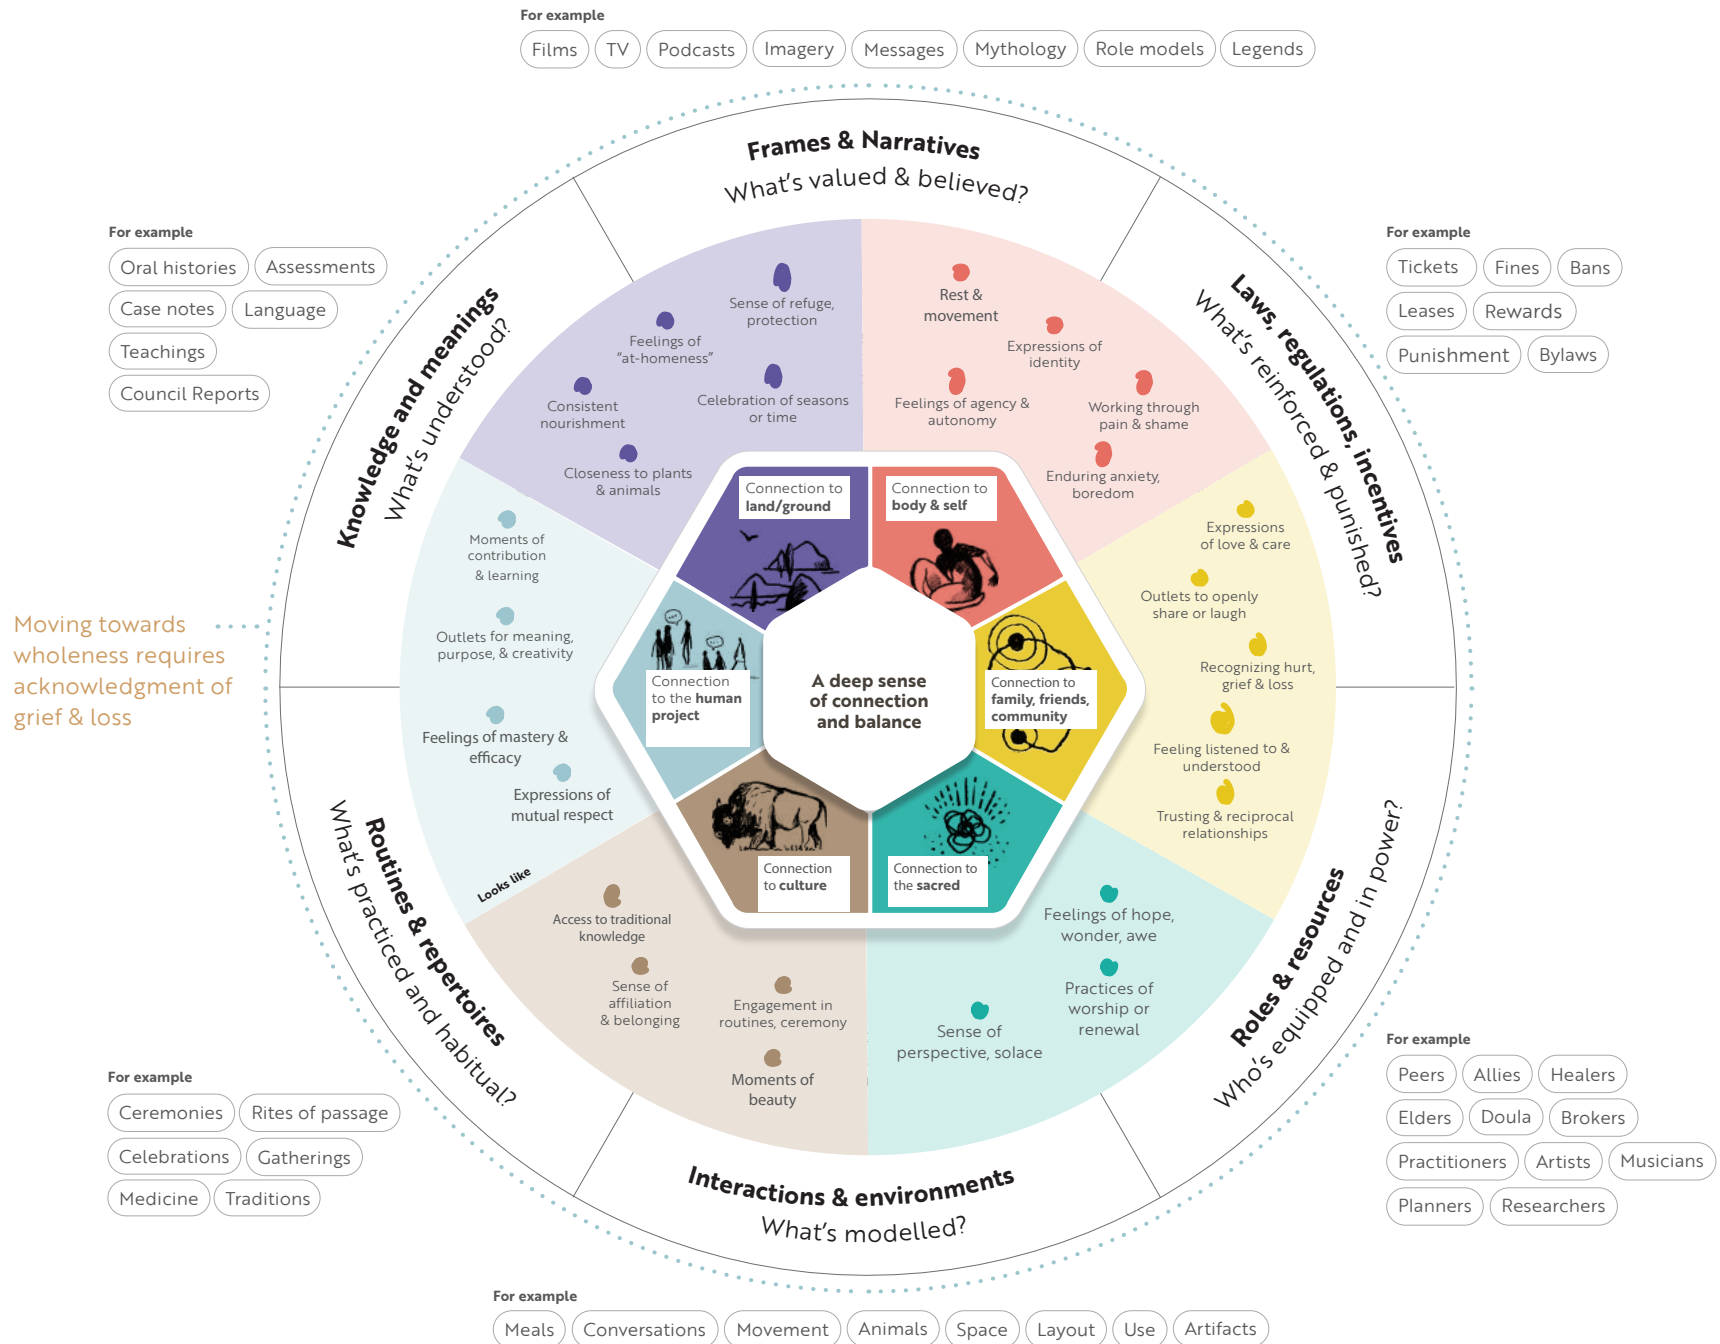 For example
Films
TV
Podcasts
Imagery
Messages
Mythology
Role models
Legends
Frames & Narratives
What's valued & believed?
For example
Oral histories
Assessments
Case notes
Language
Teachings
Council Reports
Knowledge and meanings
What's understood?
For example
Tickets
Fines
Bans
Leases
Rewards
Punishment
Bylaws
Laws, regulations, incentives
What's reinforced & punished?
Sense of refuge,
protection
Feelings of
“at-homeness”
Consistent
nourishment
Celebration of seasons
or time
Closeness to plants
& animals
Rest &
movement
Expressions of
identity
Feelings of agency &
autonomy
Working through
pain & shame
Enduring anxiety,
boredom
Connection to
land/ground
Connection to
body & self
Moments of
contribution
& learning
Outlets for meaning,
purpose, & creativity
Feelings of mastery &
efficacy
Expressions of
mutual respect
Looks like
Connection
to the human
project
A deep sense
of connection
and balance
Connection to
family, friends,
community
Expressions
of love & care
Outlets to openly
share or laugh
Recognizing hurt,
grief & loss
Feeling listened to &
understood
Trusting & reciprocal
relationships
Moving towards
wholeness requires
acknowledgment of
grief & loss
Connection
to culture
Connection to
the sacred
Access to traditional
knowledge
Sense of
affiliation
& belonging
Engagement in
routines, ceremony
Moments of
beauty
Feelings of hope,
wonder, awe
Practices of
worship or
renewal
Sense of
perspective, solace
Routines & repertoires
What's practiced and habitual?
For example
Ceremonies
Rites of passage
Celebrations
Gatherings
Medicine
Traditions
Roles & resources
Who's equipped and in power?
For example
Peers
Allies
Healers
Elders
Doula
Brokers
Practitioners
Artists
Musicians
Planners
Researchers
Interactions & environments
What's modelled?
For example
Meals
Conversations
Movement
Animals
Space
Layout
Use
Artifacts